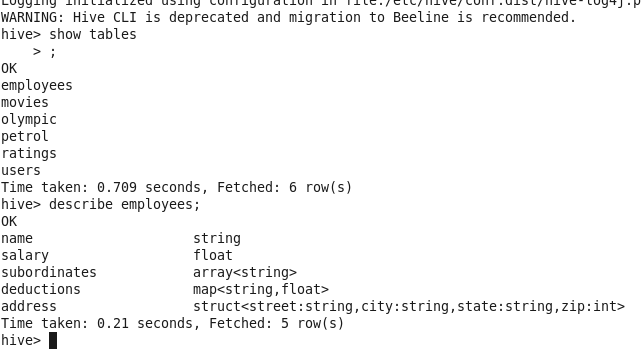 Logging initialized using configuration in file:/etc/hive/conf.dist/hive-log4j.p
WARNING: Hive CLI is deprecated and migration to Beeline is recommended.
hive> show tables
    > ;
OK
employees
movies
olympic
petrol
ratings
users
Time taken: 0.709 seconds, Fetched: 6 row(s)
hive> describe employees;
OK
name                    string
salary                  float
subordinates            array<string>
deductions              map<string,float>
address                 struct<street:string,city:string,state:string,zip:int>
Time taken: 0.21 seconds, Fetched: 5 row(s)
hive>